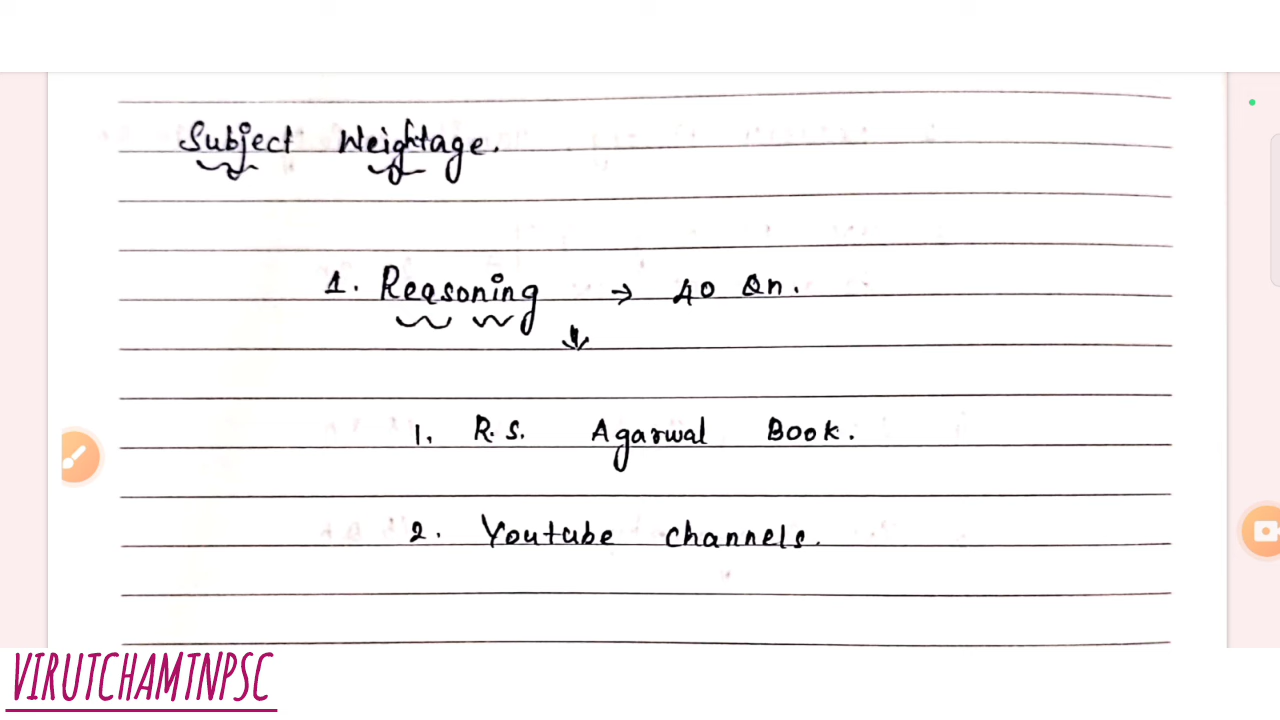 Subject Weightage.
1. Reasoning → 40 Qn.
↓
1. R.S. Agarwal Book.
2. Youtube channels.
VIRUTCHAMTNPSC